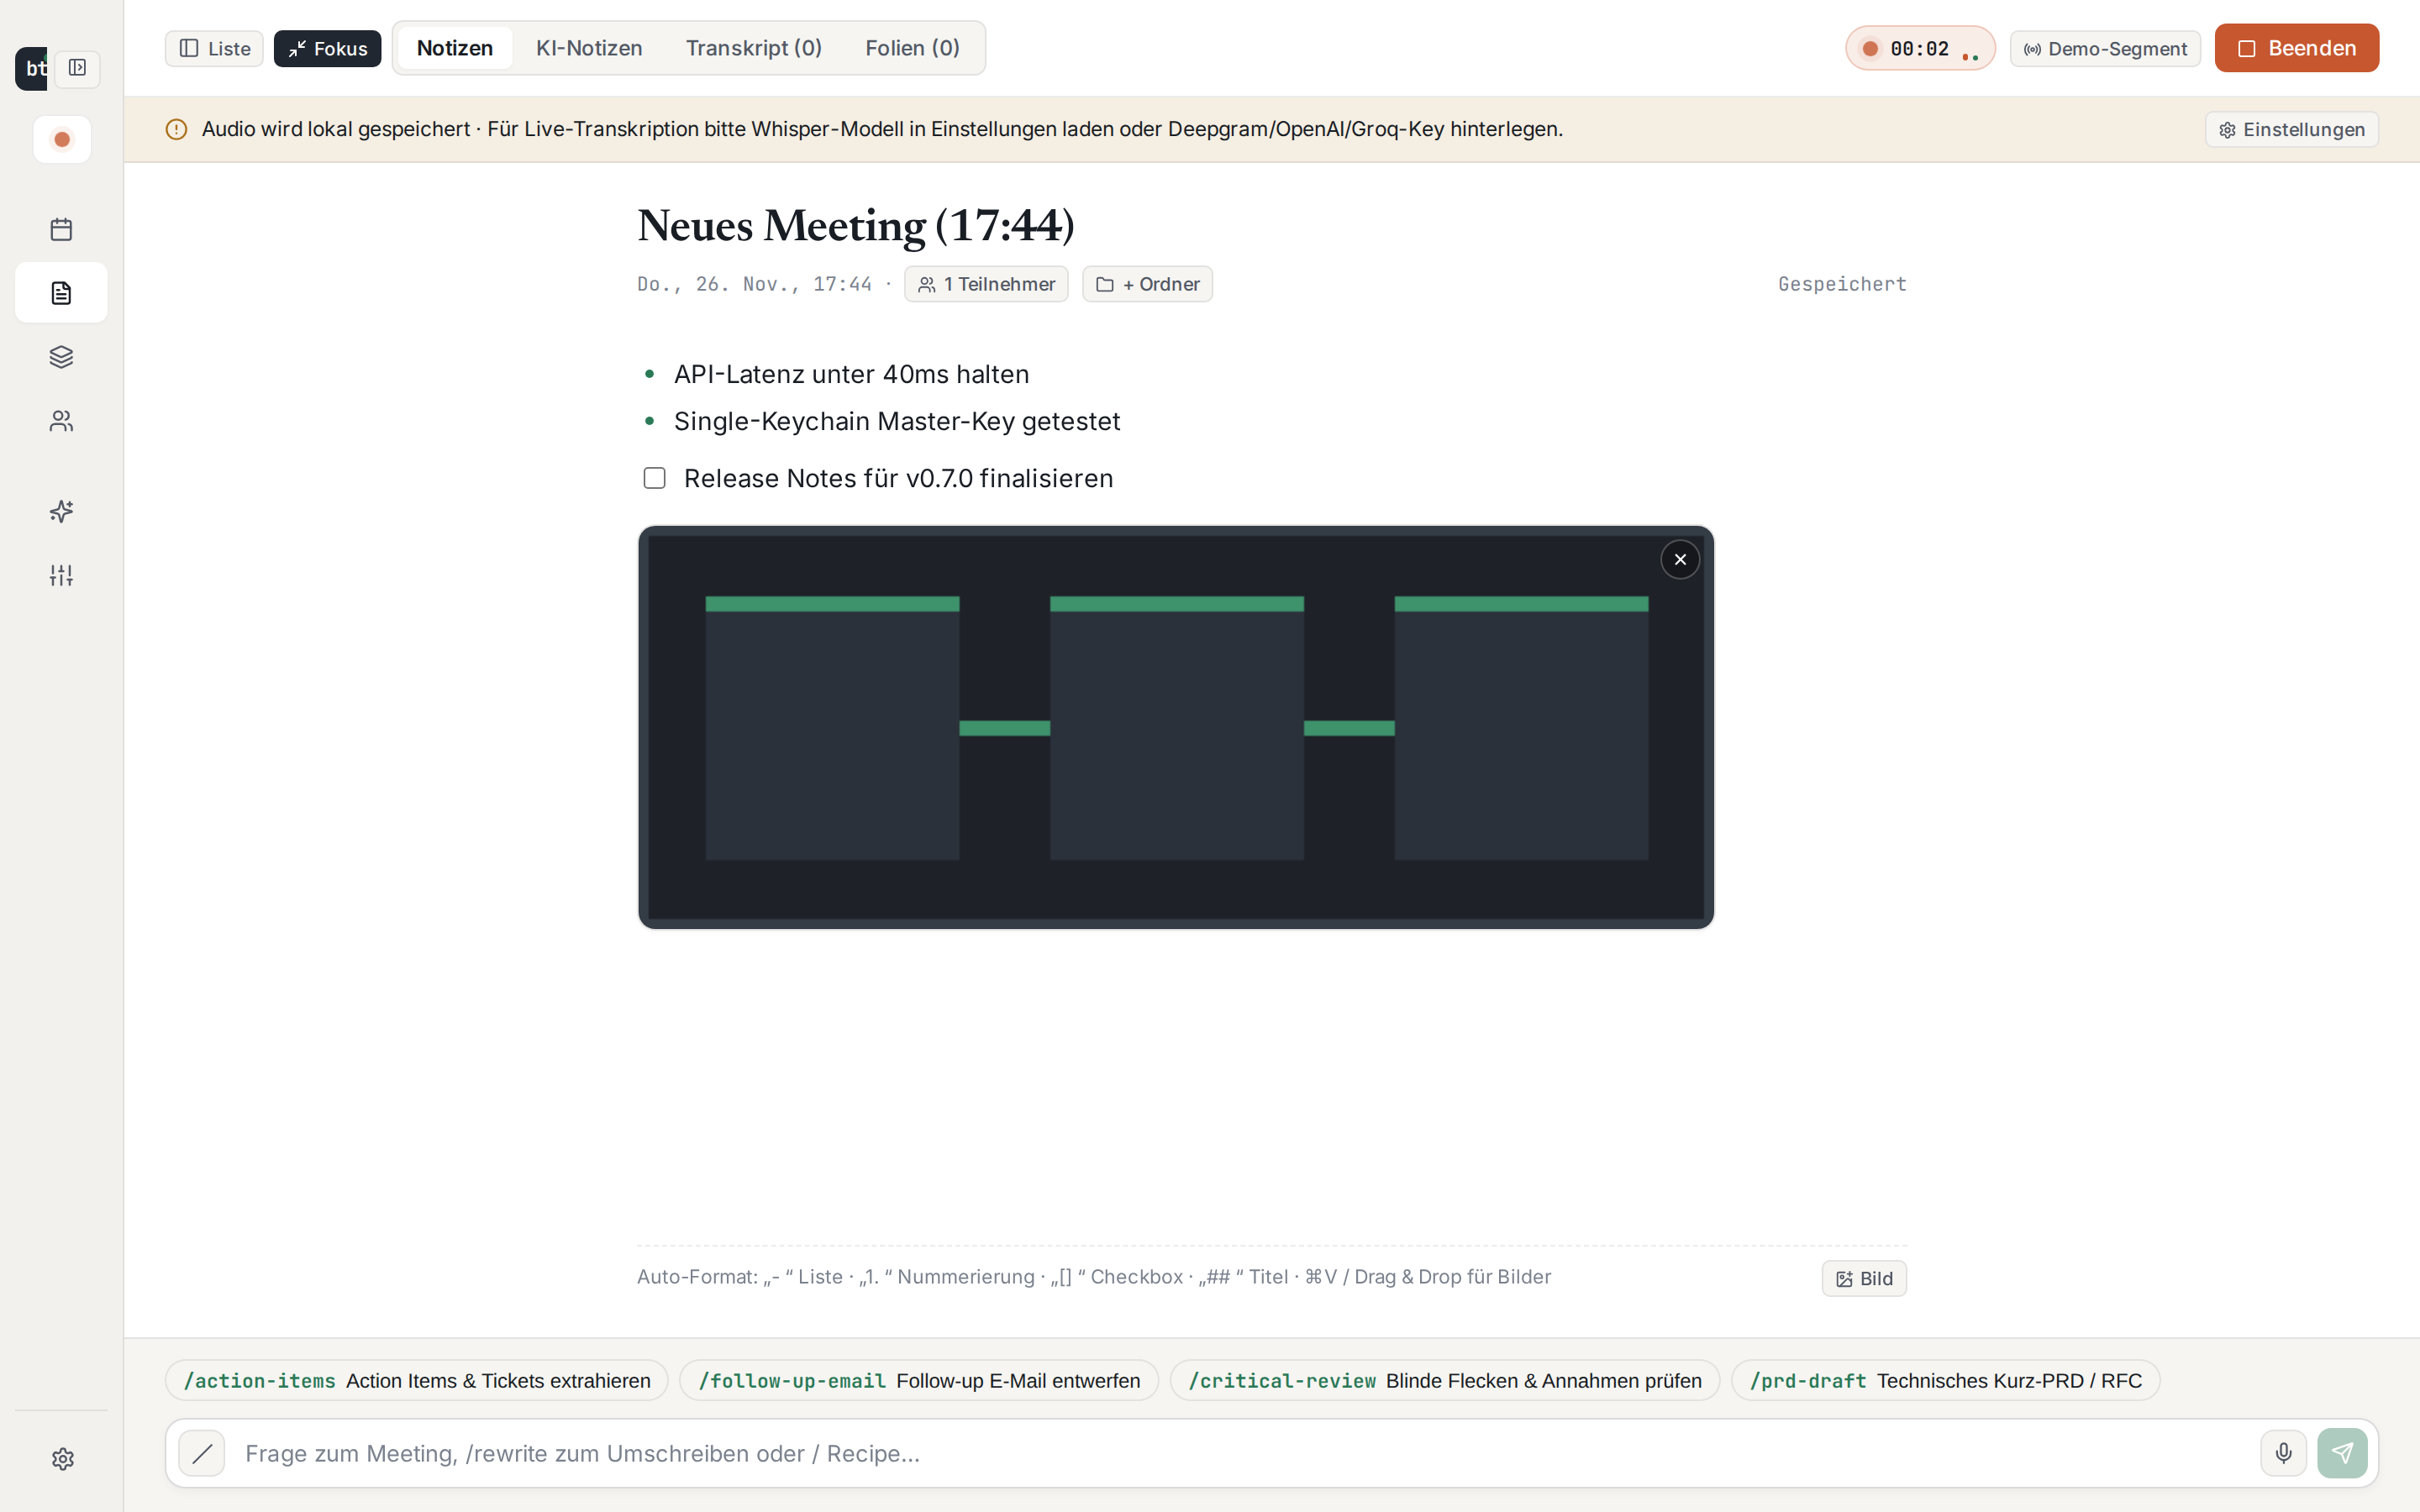 bt
Liste
Fokus
Notizen
KI-Notizen
Transkript (0)
Folien (0)
00:02
Demo-Segment
Beenden
Audio wird lokal gespeichert · Für Live-Transkription bitte Whisper-Modell in Einstellungen laden oder Deepgram/OpenAI/Groq-Key hinterlegen.
Einstellungen
Neues Meeting (17:44)
Do., 26. Nov., 17:44 ·
1 Teilnehmer
+ Ordner
Gespeichert
• API-Latenz unter 40ms halten
• Single-Keychain Master-Key getestet
Release Notes für v0.7.0 finalisieren
Auto-Format: „- “ Liste · „1. “ Nummerierung · „[] “ Checkbox · „## “ Titel · ⌘V / Drag & Drop für Bilder
Bild
/action-items Action Items & Tickets extrahieren
/follow-up-email Follow-up E-Mail entwerfen
/critical-review Blinde Flecken & Annahmen prüfen
/prd-draft Technisches Kurz-PRD / RFC
Frage zum Meeting, /rewrite zum Umschreiben oder / Recipe...